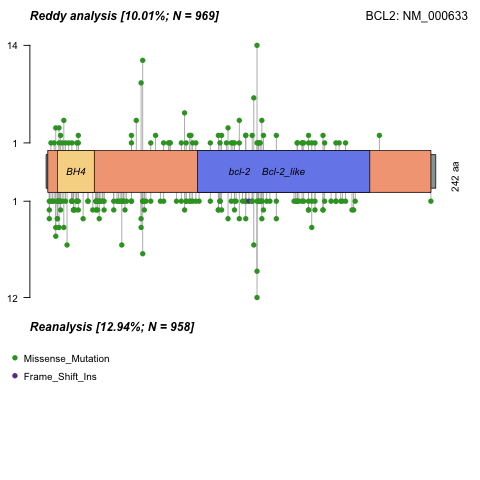 Reddy analysis [10.01%; N = 969]
BCL2: NM_000633
14
1
BH4
bcl-2
Bcl-2_like
242 aa
1
12
Reanalysis [12.94%; N = 958]
Missense_Mutation
Frame_Shift_Ins